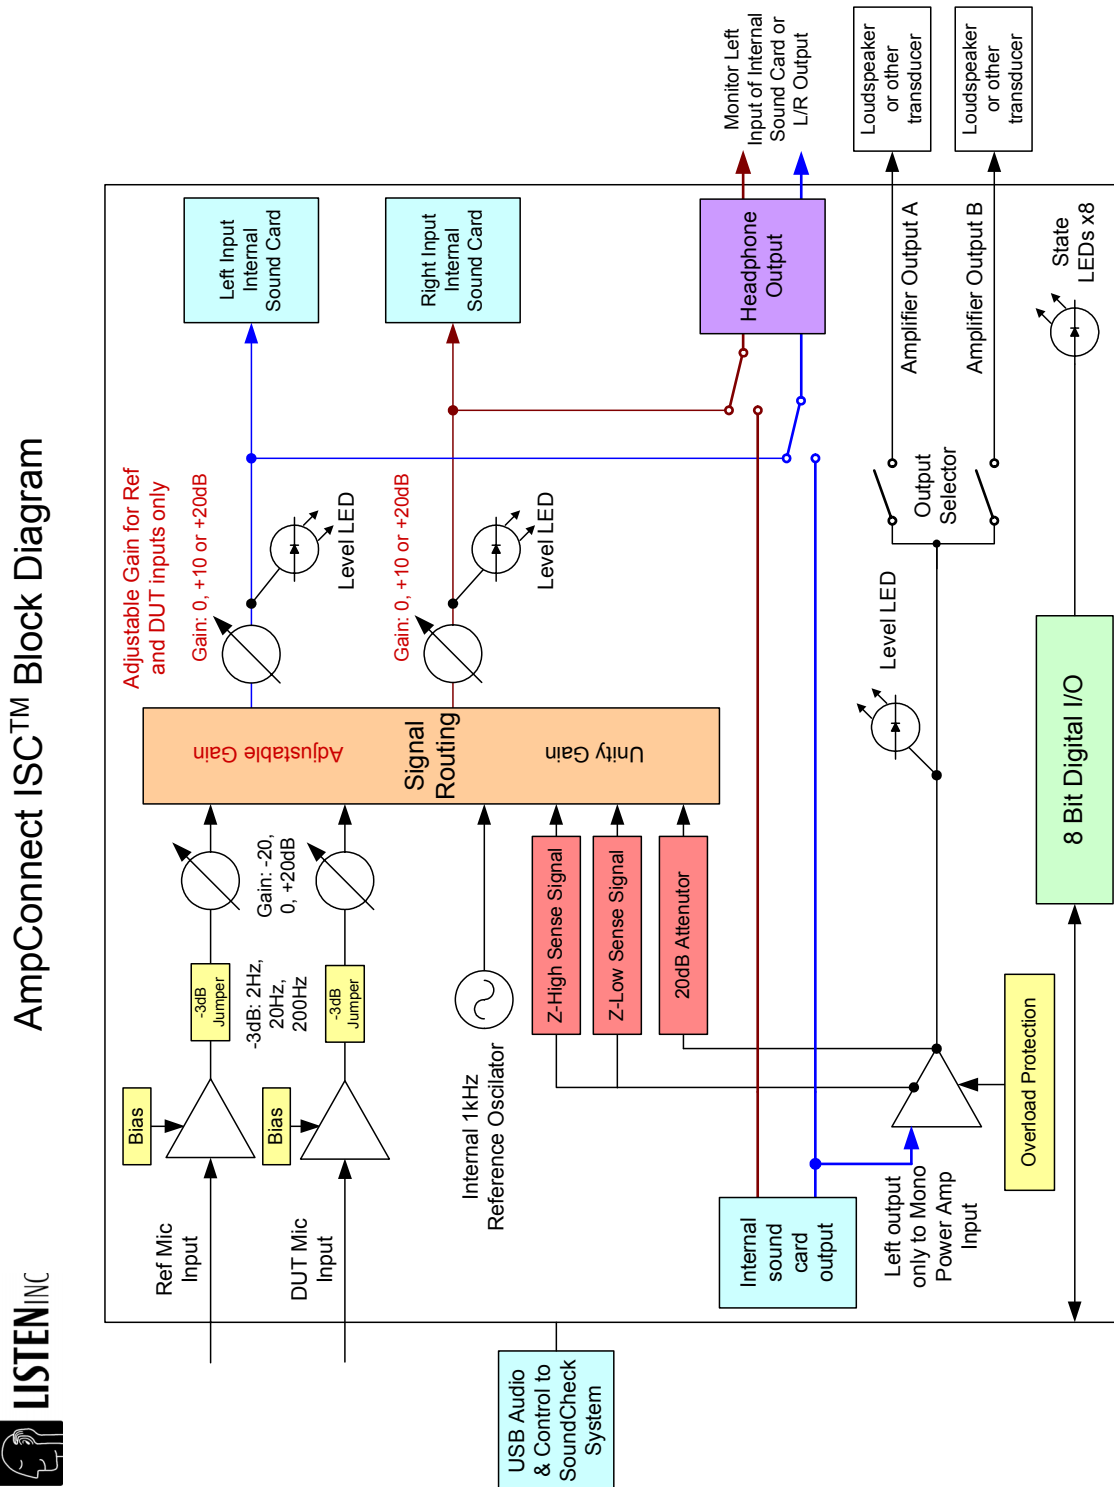 LISTENINC
AmpConnect ISC™ Block Diagram
USB Audio
& Control to
SoundCheck
System
Ref Mic
Input
DUT Mic
Input
Bias
Bias
-3dB
Jumper
-3dB: 2Hz,
20Hz,
200Hz
-3dB
Jumper
Gain: -20,
0, +20dB
Internal 1kHz
Reference Oscilator
Z-High Sense Signal
Z-Low Sense Signal
20dB Attenutor
Adjustable Gain
Signal
Routing
Unity Gain
Adjustable Gain for Ref
and DUT inputs only
Gain: 0, +10 or +20dB
Level LED
Gain: 0, +10 or +20dB
Level LED
Left Input
Internal
Sound Card
Right Input
Internal
Sound Card
Internal
sound
card
output
Headphone
Output
Monitor Left
Input of Internal
Sound Card or
L/R Output
Left output
only to Mono
Power Amp
Input
Overload Protection
Level LED
Output
Selector
Amplifier Output A
Amplifier Output B
Loudspeaker
or other
transducer
Loudspeaker
or other
transducer
8 Bit Digital I/O
State
LEDs x8